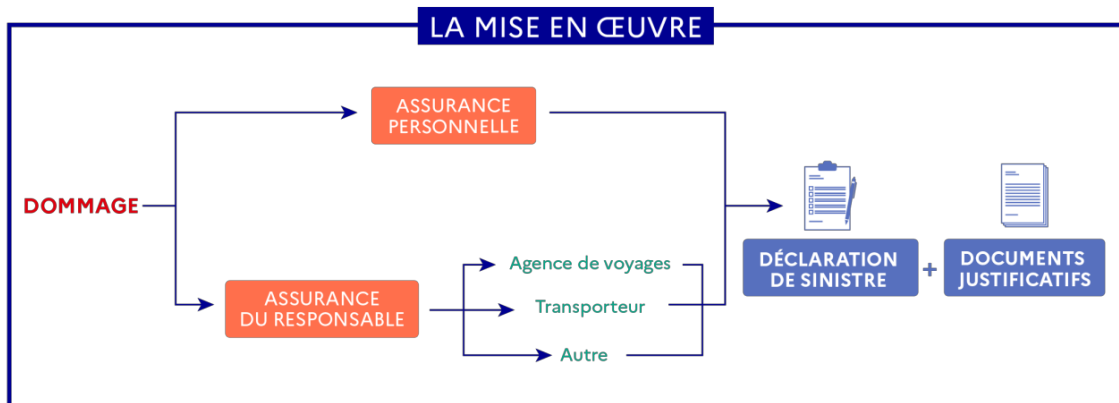 LA MISE EN ŒUVRE
ASSURANCE
PERSONNELLE
DOMMAGE
DÉCLARATION
DE SINISTRE
+
DOCUMENTS
JUSTIFICATIFS
ASSURANCE
DU RESPONSABLE
Agence de voyages
Transporteur
Autre